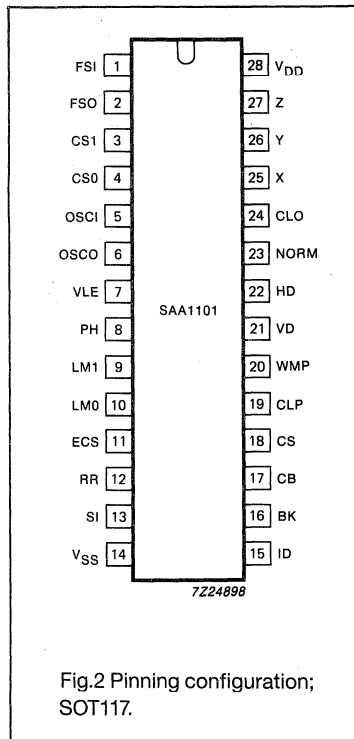 FSI 1 28 VDD
FSO 2 27 Z
CS1 3 26 Y
CS0 4 25 X
OSCI 5 24 CLO
OSCO 6 23 NORM
VLE 7 22 HD
SAA1101
PH 8 21 VD
LM1 9 20 WMP
LM0 10 19 CLP
ECS 11 18 CS
RR 12 17 CB
SI 13 16 BK
VSS 14 15 ID
7Z24898
Fig.2 Pinning configuration;
SOT117.